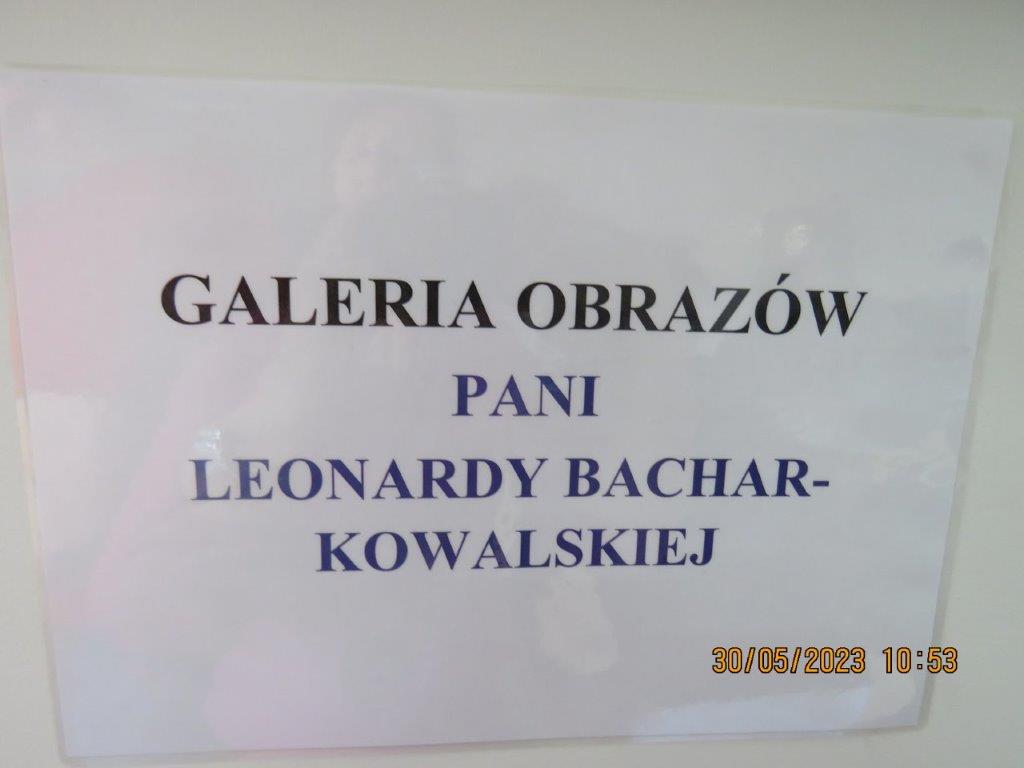 GALERIA OBRAZÓW
PANI
LEONARDY BACHAR-
KOWALSKIEJ
30/05/2023 10:53